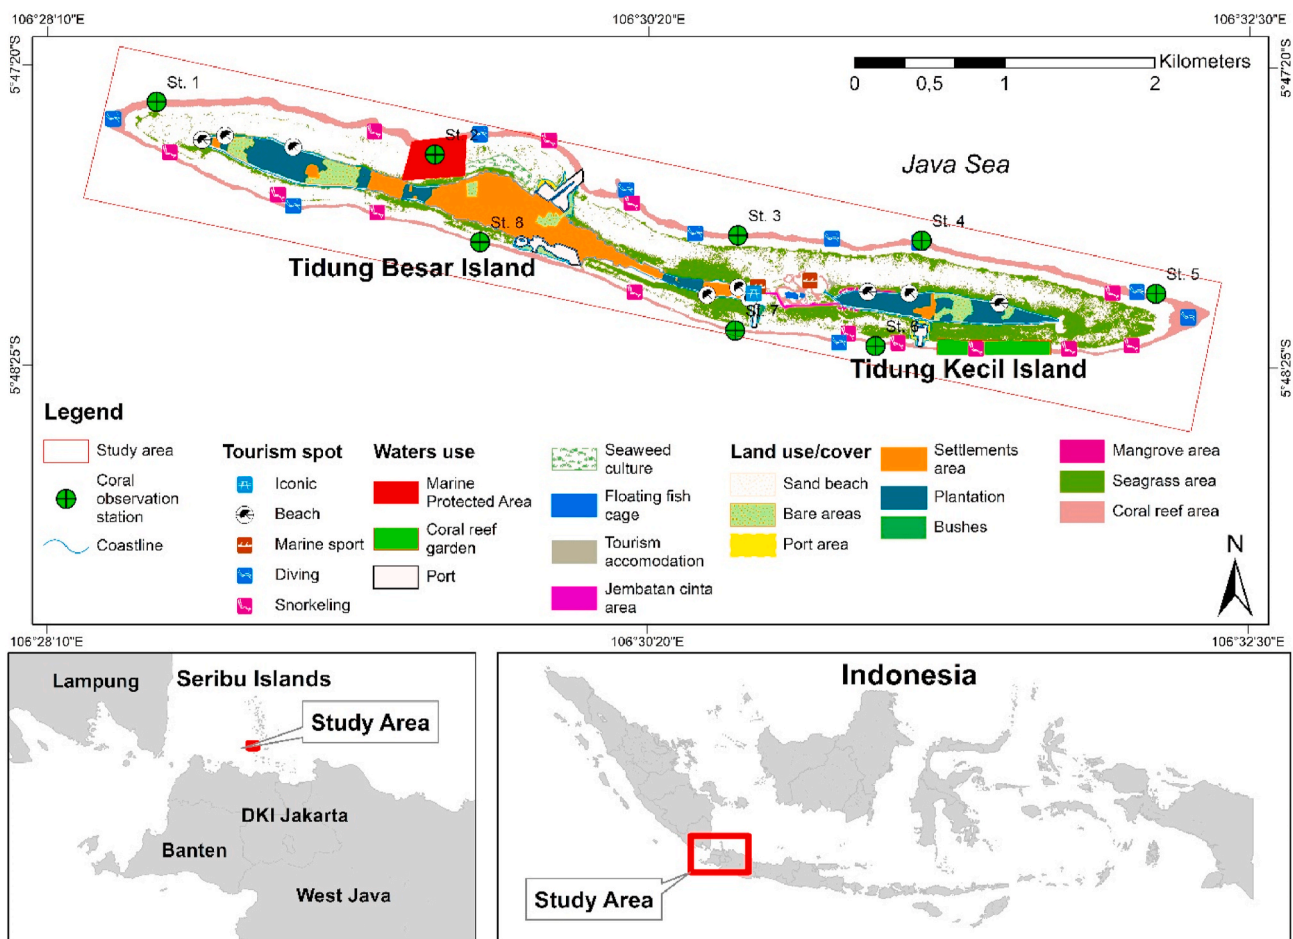 106°28'10"E
106°30'20"E
106°32'30"E
5°47'20"S
5°47'20"S
Kilometers
0
0.5
1
2
St. 1
St. 2
Java Sea
St. 3
St. 4
St. 8
Tidung Besar Island
St. 5
St. 7
St. 6
Tidung Kecil Island
5°48'25"S
5°48'25"S
Legend
Study area
Coral
observation
station
Coastline
Tourism spot
Iconic
Beach
Marine sport
Diving
Snorkeling
Waters use
Marine
Protected Area
Coral reef
garden
Port
Seaweed
culture
Floating fish
cage
Tourism
accomodation
Jembatan cinta
area
Land use/cover
Sand beach
Bare areas
Port area
Settlements
area
Plantation
Bushes
Mangrove area
Seagrass area
Coral reef area
N
106°28'10"E
106°30'20"E
106°32'30"E
Lampung
Seribu Islands
Study Area
DKI Jakarta
Banten
West Java
Indonesia
Study Area